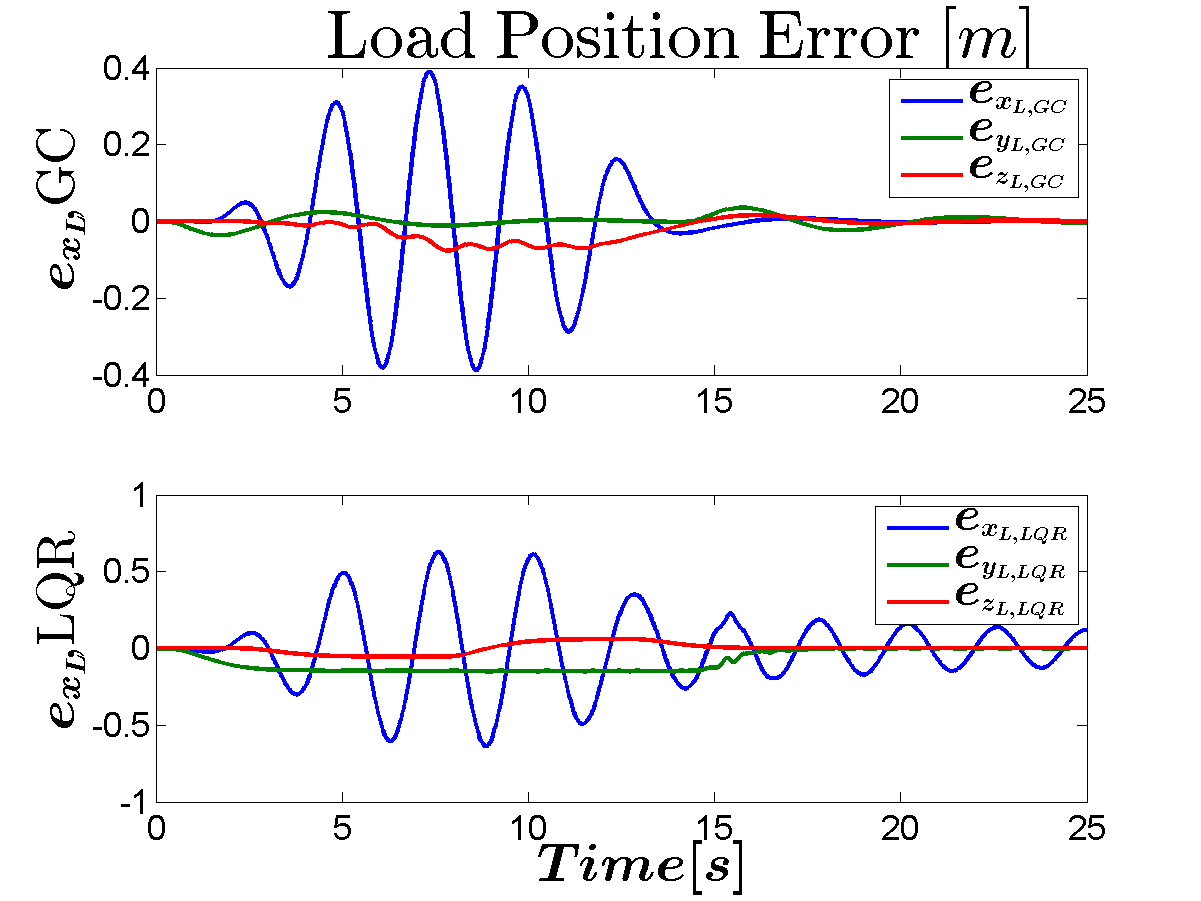 Load Position Error [m]
e_{x_L},GC
0.4
0.2
0
-0.2
-0.4
0 5 10 15 20 25
e_{x_{L,GC}}
e_{y_{L,GC}}
e_{z_{L,GC}}
e_{x_L},LQR
1
0.5
0
-0.5
-1
0 5 10 15 20 25
e_{x_{L,LQR}}
e_{y_{L,LQR}}
e_{z_{L,LQR}}
Time[s]